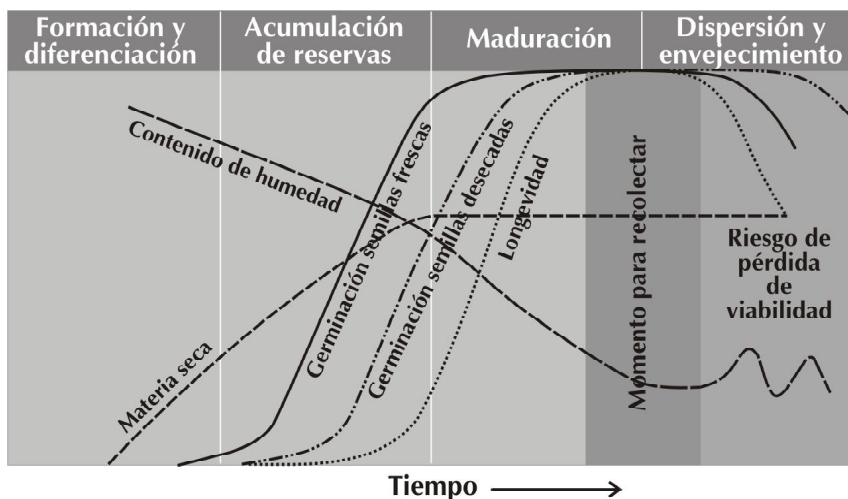 Formación y
diferenciación
Acumulación
de reservas
Maduración
Dispersión y
envejecimiento
Contenido de humedad
Materia seca
Germinación semillas frescas
Germinación semillas desecadas
Longevidad
Momento para recolectar
Riesgo de
pérdida
de
viabilidad
Tiempo